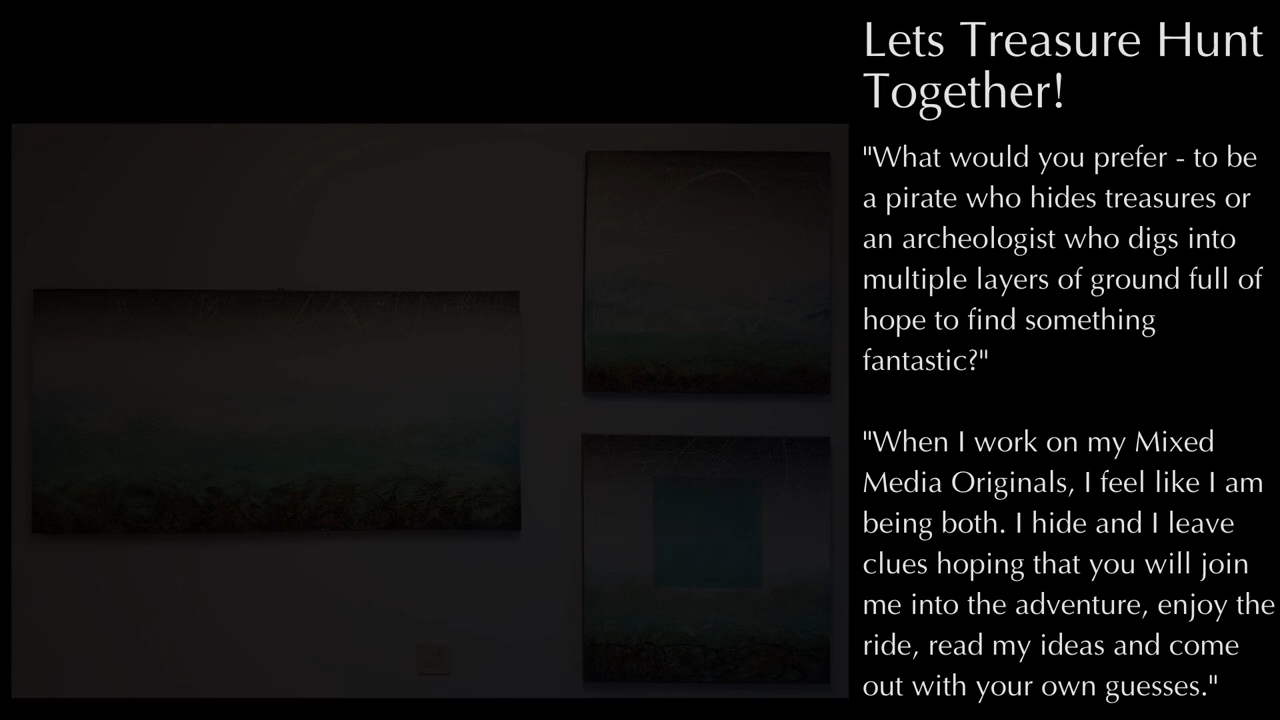 Lets Treasure Hunt
Together!
"What would you prefer - to be
a pirate who hides treasures or
an archeologist who digs into
multiple layers of ground full of
hope to find something
fantastic?"
"When I work on my Mixed
Media Originals, I feel like I am
being both. I hide and I leave
clues hoping that you will join
me into the adventure, enjoy the
ride, read my ideas and come
out with your own guesses."